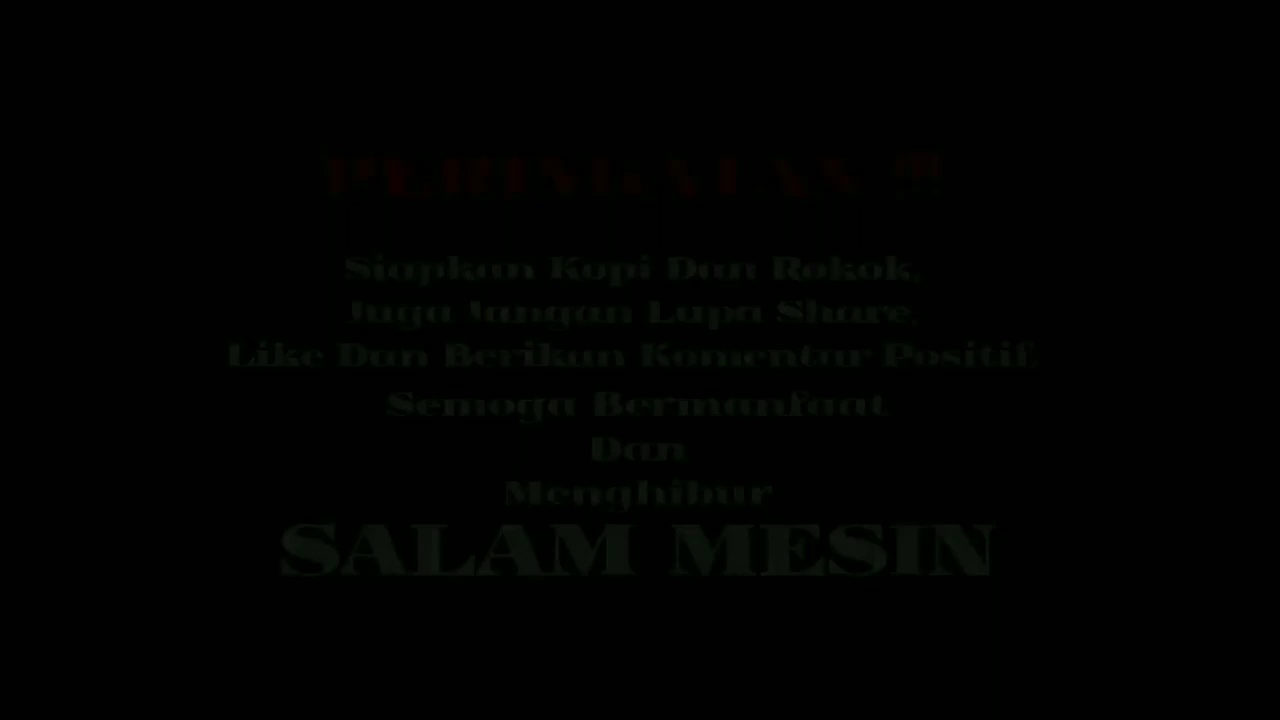 PERINGATAN !!!
Siapkan Kopi Dan Rokok,
Juga Jangan Lupa Share,
Like Dan Berikan Komentar Positif.
Semoga Bermanfaat
Dan
Menghibur
SALAM MESIN